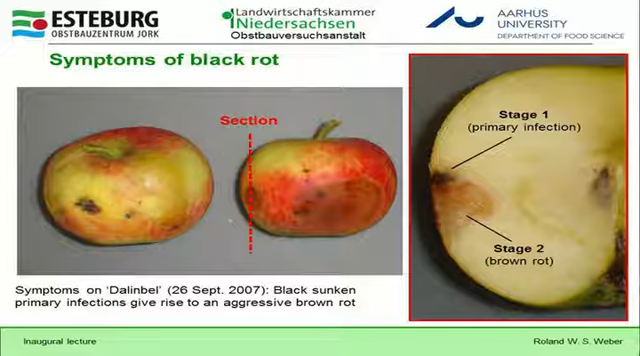 ESTEBURG
OBSTBAUZENTRUM JORK
Landwirtschaftskammer
Niedersachsen
Obstbauversuchsanstalt
AARHUS
UNIVERSITY
DEPARTMENT OF FOOD SCIENCE
Symptoms of black rot
Section
Stage 1
(primary infection)
Stage 2
(brown rot)
Symptoms on 'Dalinbel' (26 Sept. 2007): Black sunken
primary infections give rise to an aggressive brown rot
Inaugural lecture
Roland W. S. Weber